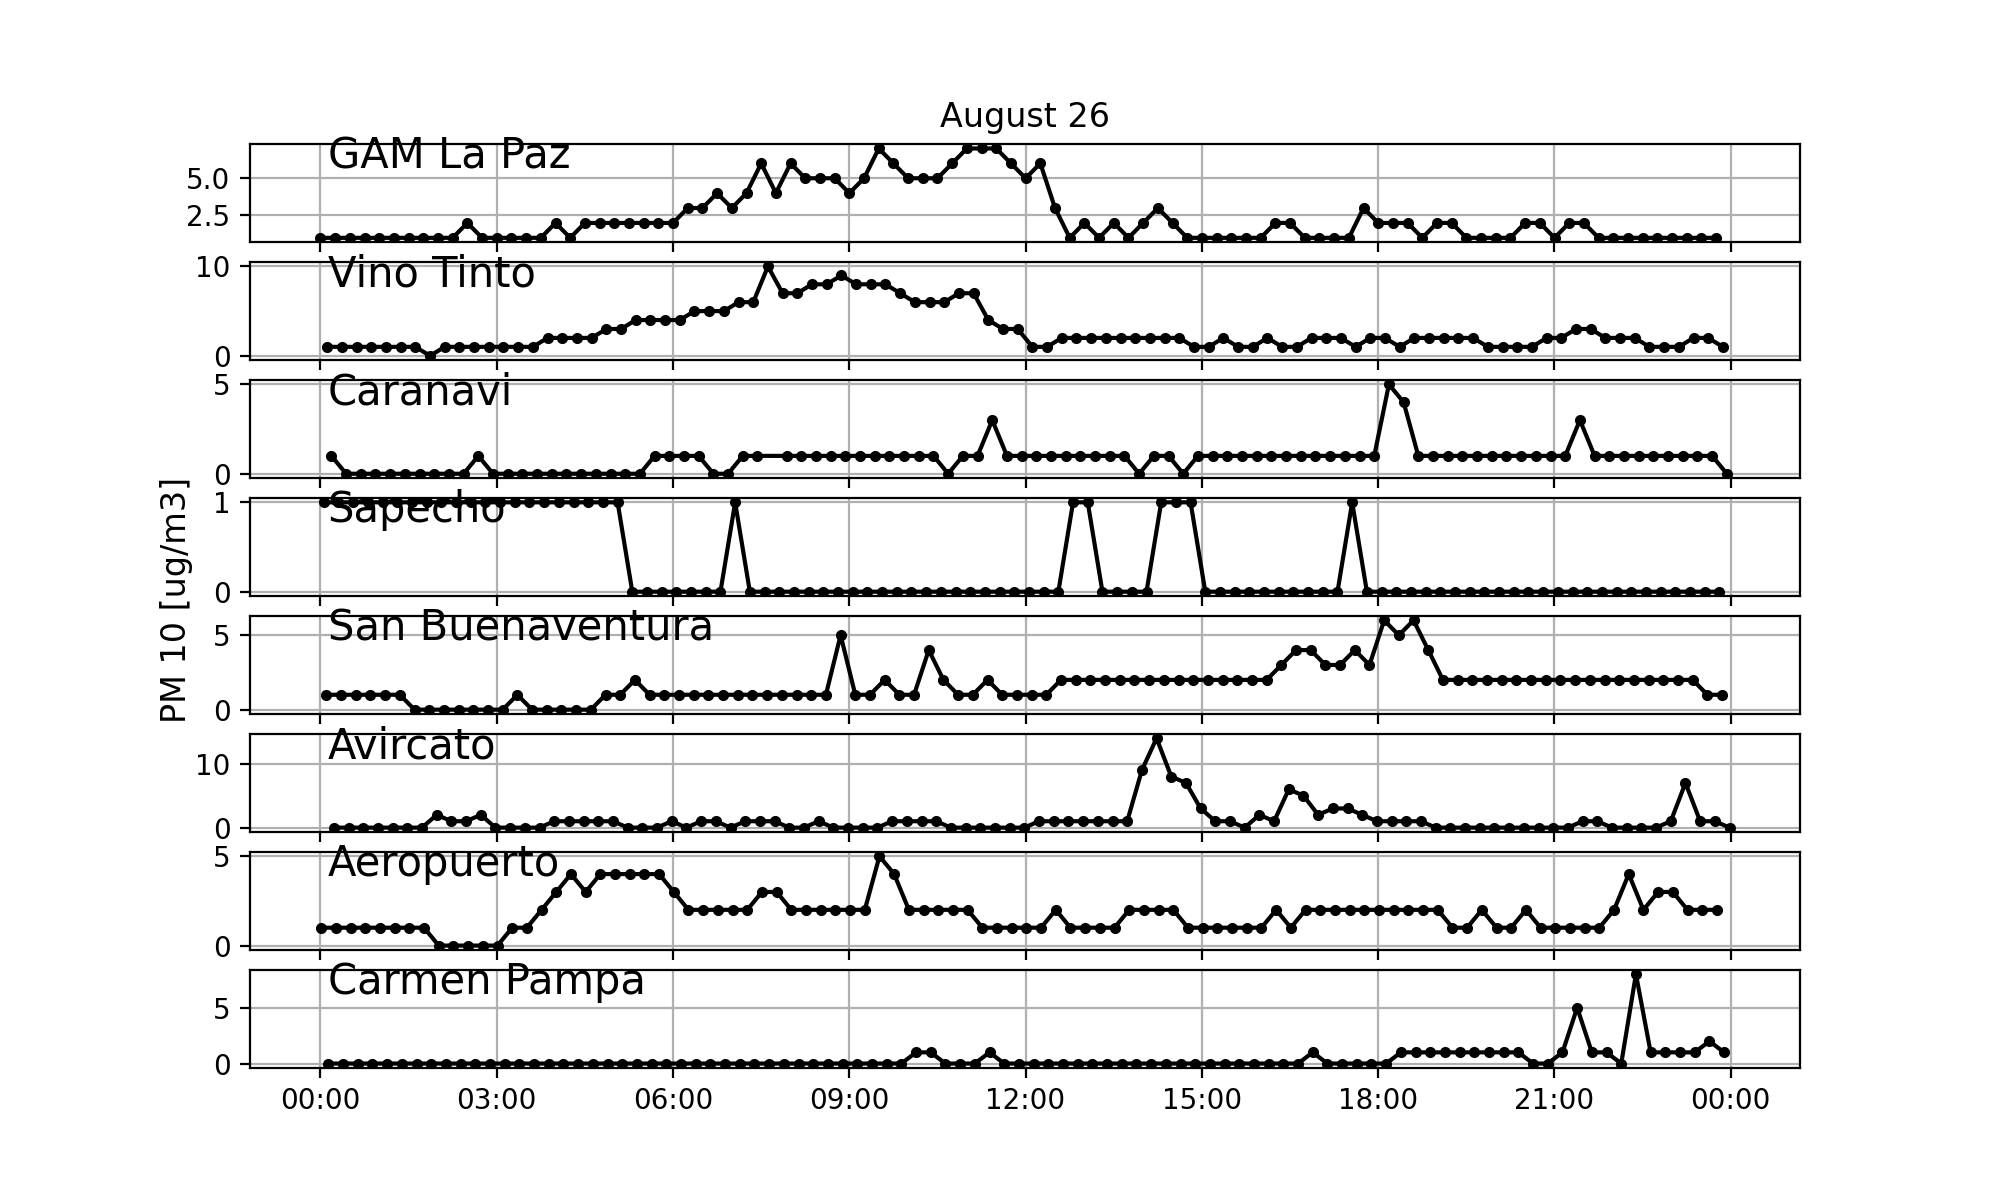 August 26
GAM La Paz
5.0
2.5
Vino Tinto
10
0
Caranavi
5
0
Sapecho
1
0
PM 10 [ug/m3]
San Buenaventura
5
0
Avircato
10
0
Aeropuerto
5
0
Carmen Pampa
5
0
00:00 03:00 06:00 09:00 12:00 15:00 18:00 21:00 00:00